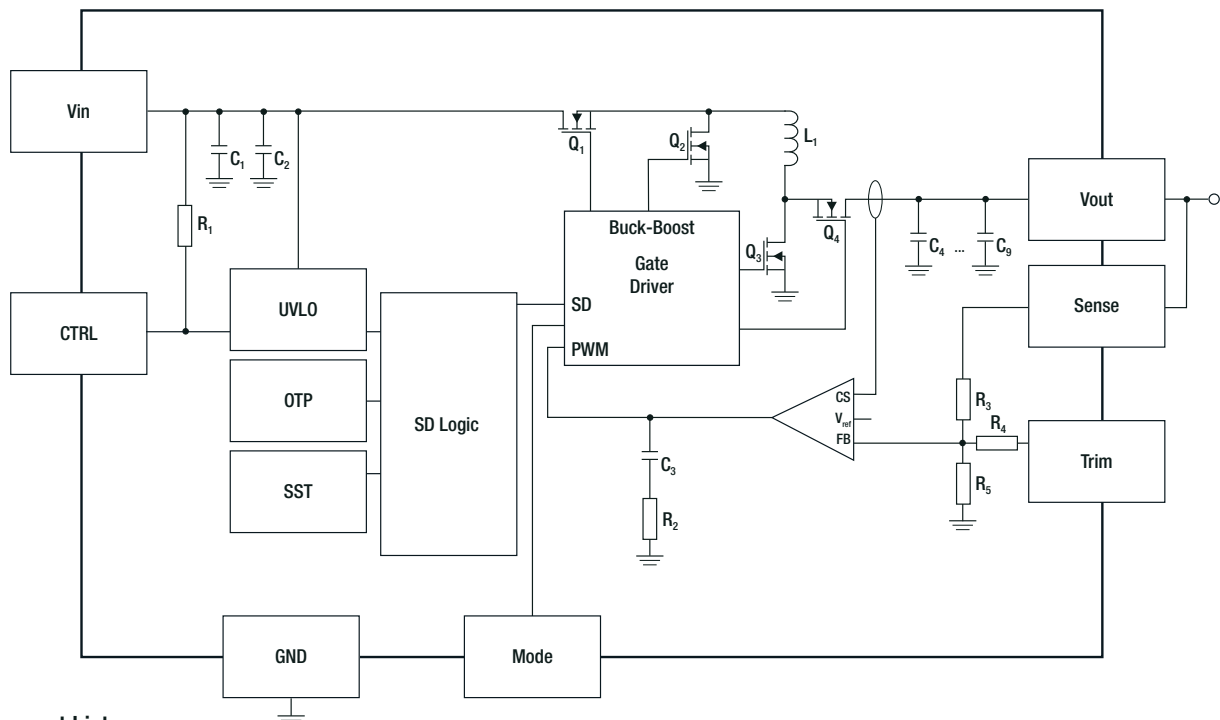 Vin
C₁
C₂
Q₁
Q₂
L₁
R₁
Vout
Buck-Boost
Gate
Driver
Q₃
Q₄
C₄ ... C₉
UVLO
SD
CTRL
Sense
PWM
OTP
SD Logic
CS
Vref
FB
R₃
R₄
Trim
C₃
SST
R₅
R₂
GND
Mode